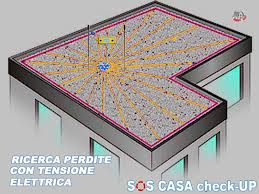 RICERCA PERDITE
CON TENSIONE
ELETTRICA
SOS CASA check-UP